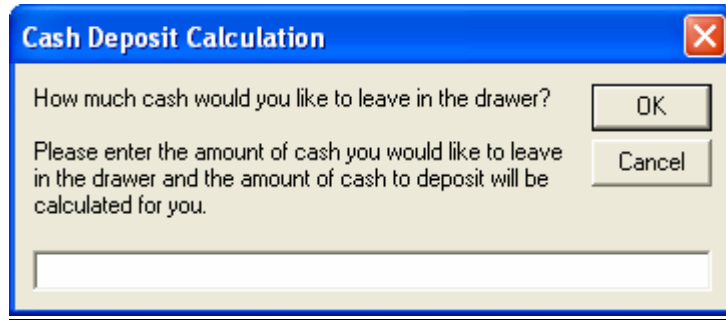 Cash Deposit Calculation
How much cash would you like to leave in the drawer?
OK
Please enter the amount of cash you would like to leave
in the drawer and the amount of cash to deposit will be
calculated for you.
Cancel